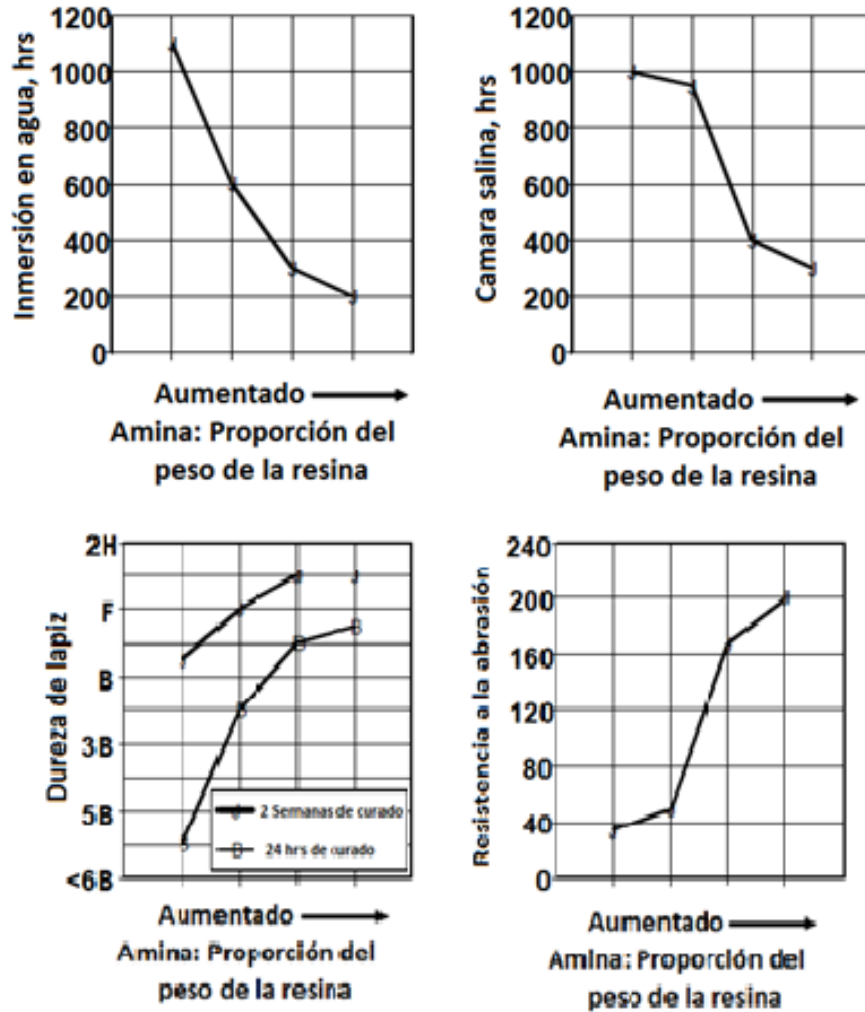 Inmersión en agua, hrs
1200
1000
800
600
400
200
0
Aumentado
Amina: Proporción del
peso de la resina
Camara salina, hrs
1200
1000
800
600
400
200
0
Aumentado
Amina: Proporción del
peso de la resina
Dureza de lapiz
2H
F
B
3B
5B
<6B
2 Semanas de curado
24 hrs de curado
Aumentado
Amina: Proporción del
peso de la resina
Resistencia a la abrasión
240
200
160
120
80
40
0
Aumentado
Amina: Proporción del
peso de la resina